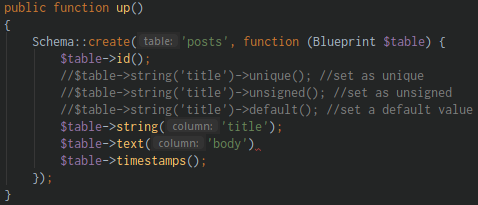 public function up()
{
    Schema::create( table: 'posts', function (Blueprint $table) {
        $table->id();
        //$table->string('title')->unique(); //set as unique
        //$table->string('title')->unsigned(); //set as unsigned
        //$table->string('title')->default(); //set a default value
        $table->string( column: 'title');
        $table->text( column: 'body')
        $table->timestamps();
    });
}